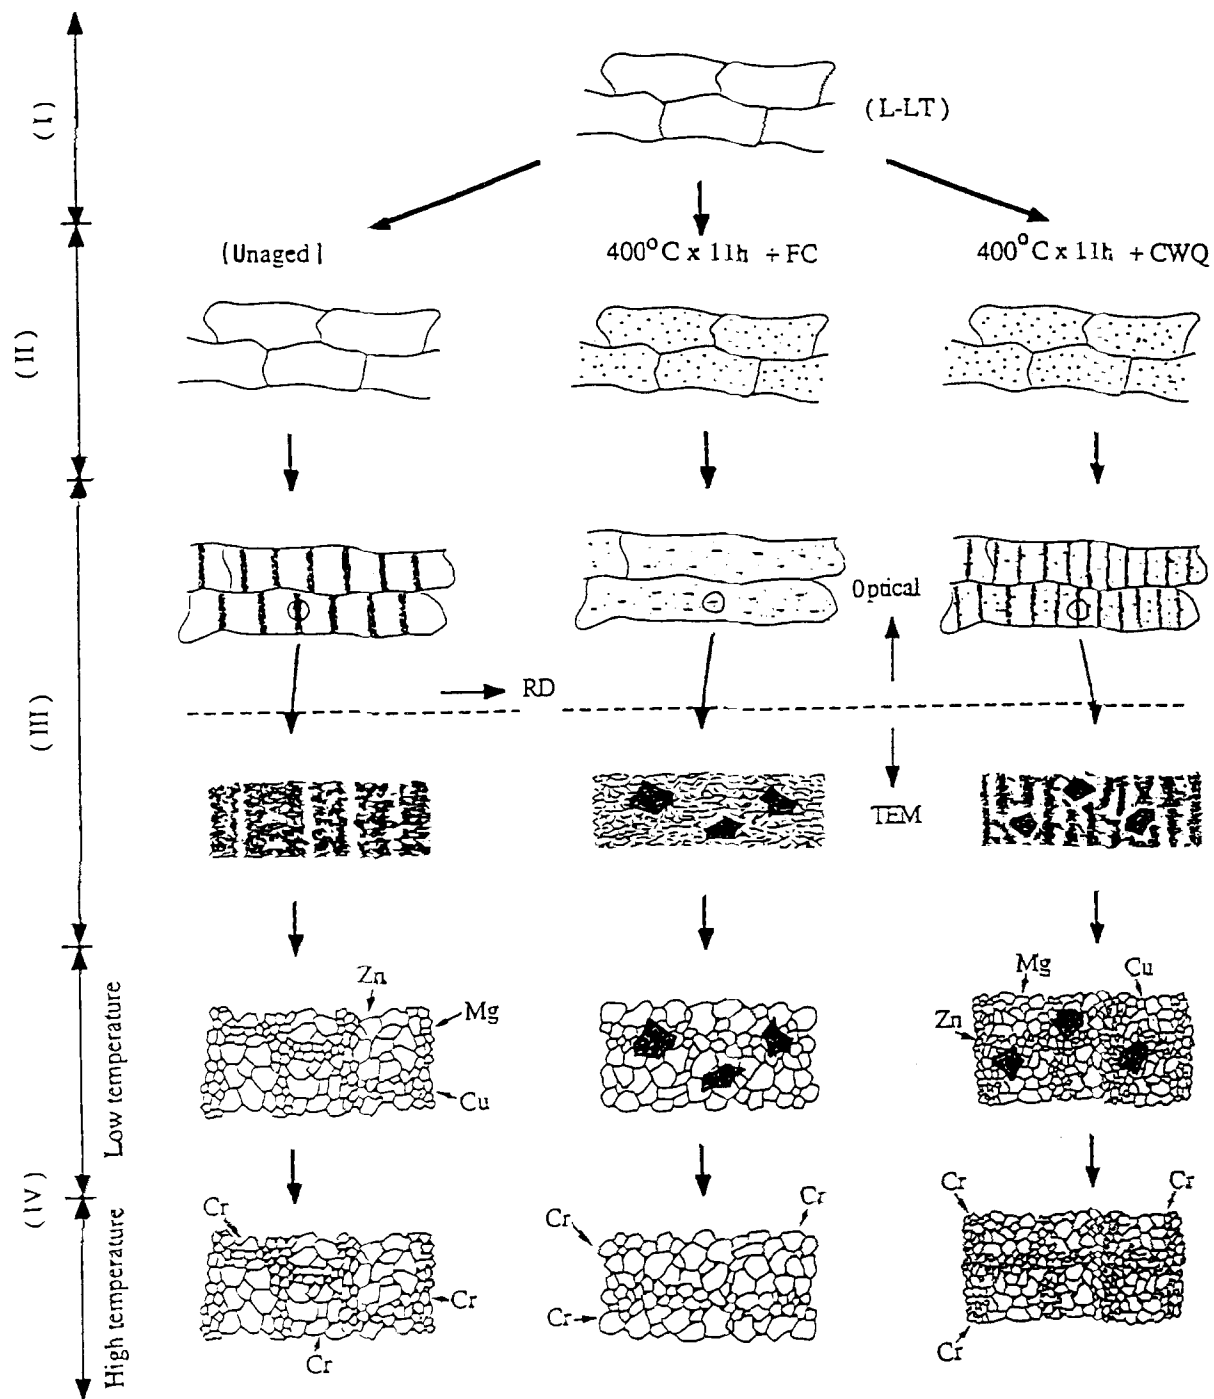 (I)
(L-LT)
(Unaged)
400°C x 11h + FC
400°C x 11h + CWQ
(II)
Optical
RD
(III)
TEM
Low temperature
Zn
Mg
Cu
Mg
Cu
Zn
(IV)
High temperature
Cr
Cr
Cr
Cr
Cr
Cr
Cr
Cr
Cr